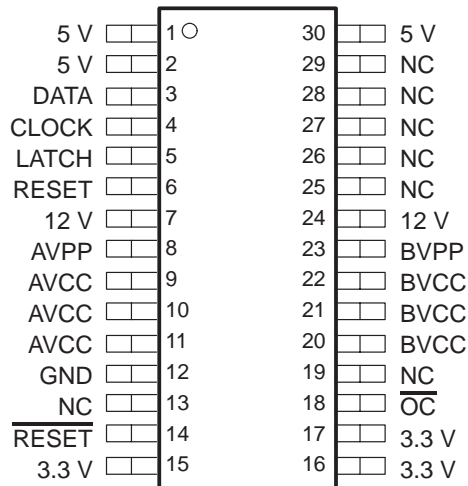 5 V 1 30 5 V
5 V 2 29 NC
DATA 3 28 NC
CLOCK 4 27 NC
LATCH 5 26 NC
RESET 6 25 NC
12 V 7 24 12 V
AVPP 8 23 BVPP
AVCC 9 22 BVCC
AVCC 10 21 BVCC
AVCC 11 20 BVCC
GND 12 19 NC
NC 13 18 O̅C̅
R̅E̅S̅E̅T̅ 14 17 3.3 V
3.3 V 15 16 3.3 V